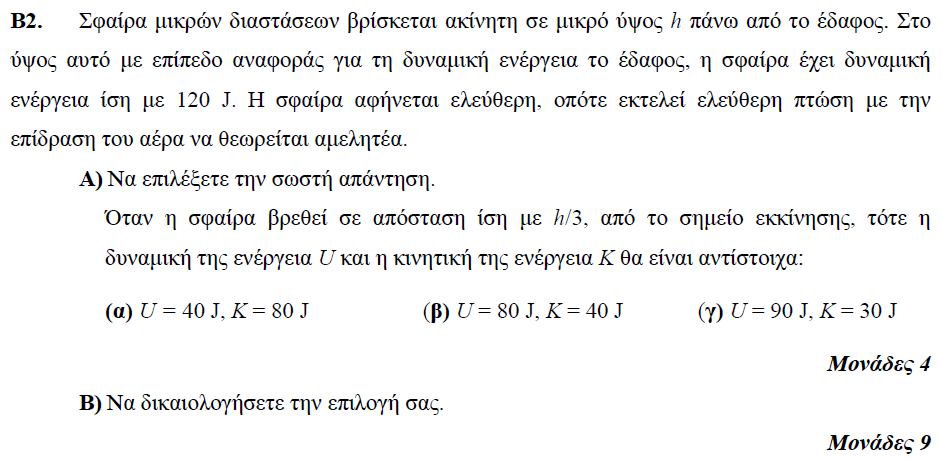 Β2. Σφαίρα μικρών διαστάσεων βρίσκεται ακίνητη σε μικρό ύψος h πάνω από το έδαφος. Στο
ύψος αυτό με επίπεδο αναφοράς για τη δυναμική ενέργεια το έδαφος, η σφαίρα έχει δυναμική
ενέργεια ίση με 120 J. Η σφαίρα αφήνεται ελεύθερη, οπότε εκτελεί ελεύθερη πτώση με την
επίδραση του αέρα να θεωρείται αμελητέα.
Α) Να επιλέξετε την σωστή απάντηση.
Όταν η σφαίρα βρεθεί σε απόσταση ίση με h/3, από το σημείο εκκίνησης, τότε η
δυναμική της ενέργεια U και η κινητική της ενέργεια K θα είναι αντίστοιχα:
(α) U = 40 J, K = 80 J (β) U = 80 J, K = 40 J (γ) U = 90 J, K = 30 J
Μονάδες 4
Β) Να δικαιολογήσετε την επιλογή σας.
Μονάδες 9